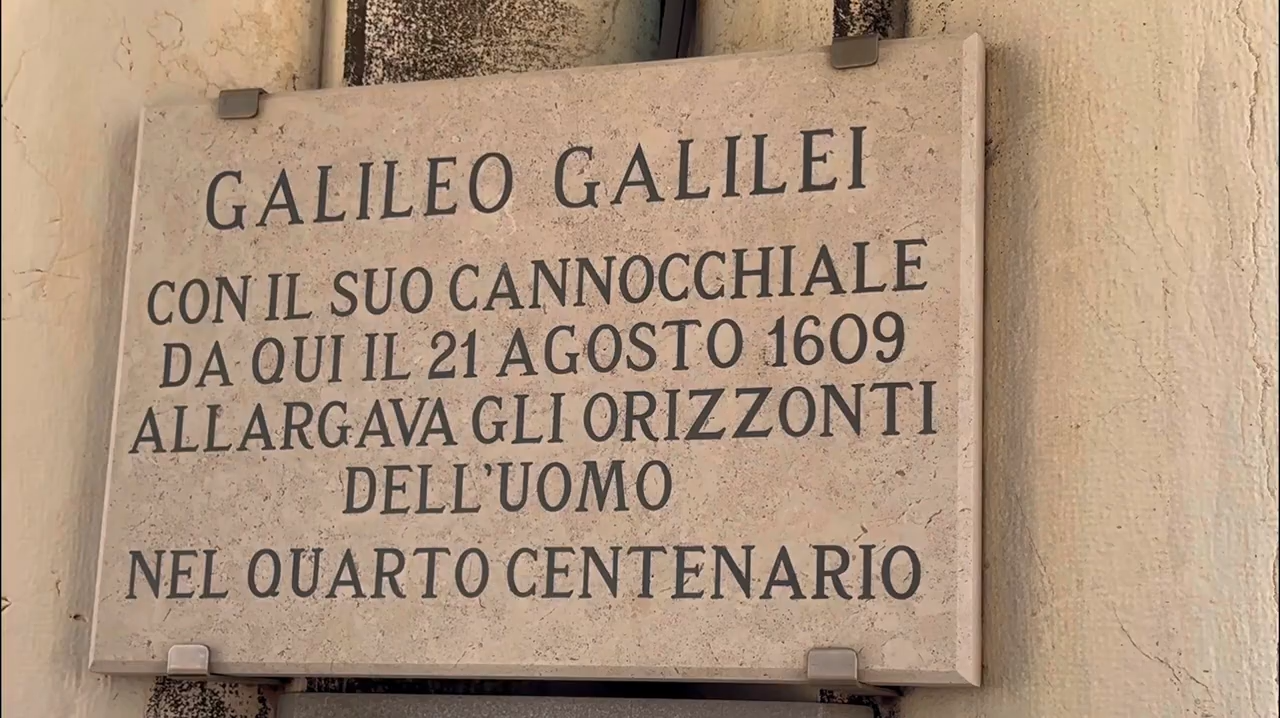 GALILEO GALILEI
CON IL SUO CANNOCCHIALE
DA QUI IL 21 AGOSTO 1609
ALLARGAVA GLI ORIZZONTI
DELL'UOMO
NEL QUARTO CENTENARIO